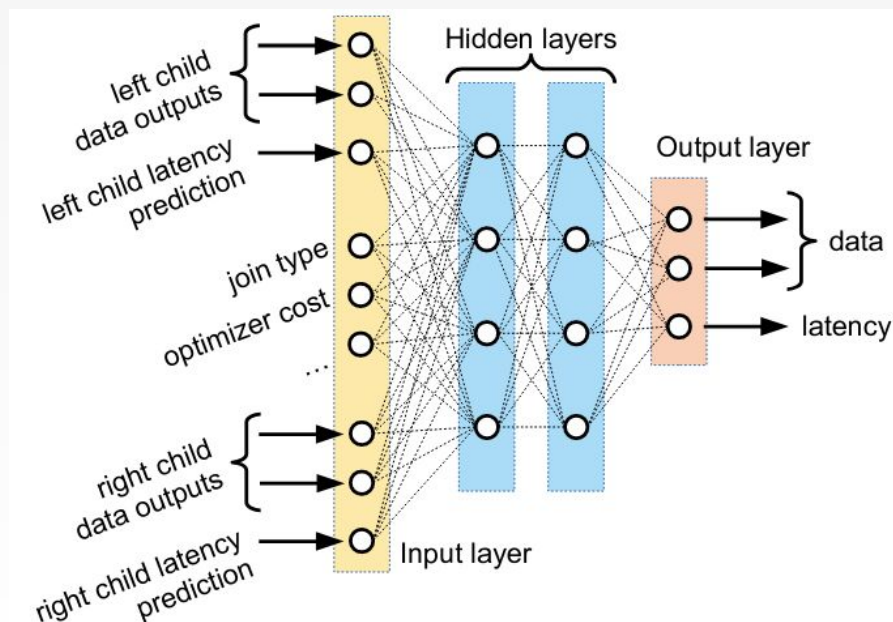 Hidden layers
left child
data outputs
left child latency
prediction
Output layer
join type
data
optimizer cost
latency
...
right child
data outputs
Input layer
right child latency
prediction